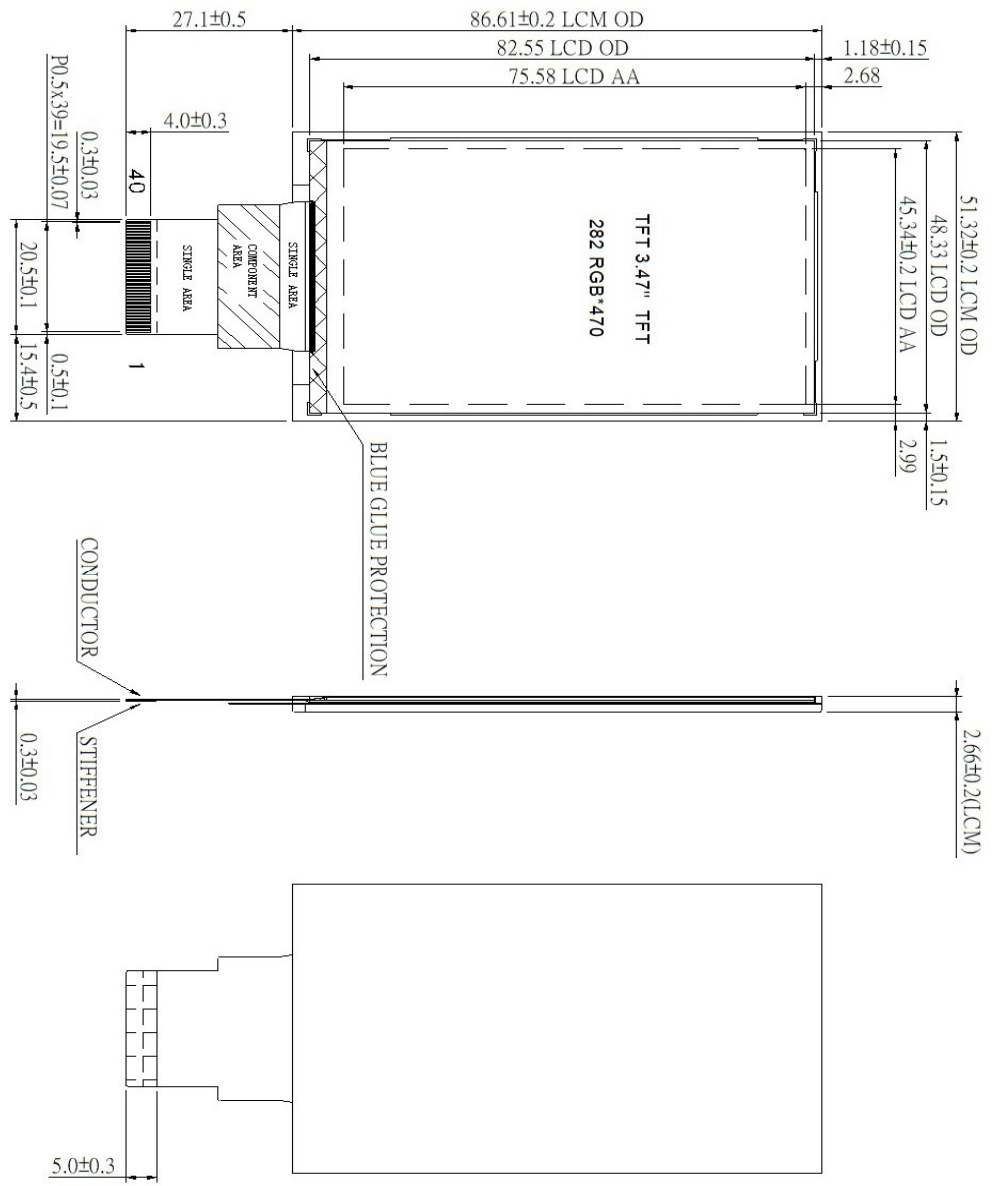 27.1±0.5
86.61±0.2 LCM OD
82.55 LCD OD
1.18±0.15
75.58 LCD AA
2.68
P0.5x39=19.5±0.07
0.3±0.03
4.0±0.3
40
1
20.5±0.1
15.4±0.5
0.5±0.1
SINGLE AREA
COMPONENT
AREA
SINGLE AREA
TFT 3.47" TFT
282 RGB*470
51.32±0.2 LCM OD
48.33 LCD OD
45.34±0.2 LCD AA
1.5±0.15
2.99
BLUE GLUE PROTECTION
CONDUCTOR
STIFFENER
0.3±0.03
2.66±0.2(LCM)
5.0±0.3